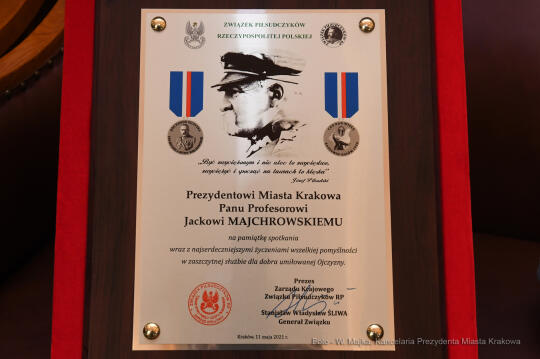 ZWIĄZEK PIŁSUDCZYKÓW
RZECZYPOSPOLITEJ POLSKIEJ
„Być zwyciężonym i nie ulec to zwycięstwo,
zwyciężyć i spocząć na laurach to klęska"
Józef Piłsudski
Prezydentowi Miasta Krakowa
Panu Profesorowi
Jackowi MAJCHROWSKIEMU
na pamiątkę spotkania
wraz z najserdeczniejszymi życzeniami wszelkiej pomyślności
w zaszczytnej służbie dla dobra umiłowanej Ojczyzny.
Prezes
Zarządu Krajowego
Związku Piłsudczyków RP
Stanisław Władysław ŚLIWA
Generał Związku
Kraków, 11 maja 2021 r.
Foto - W. Majka, Kancelaria Prezydenta Miasta Krakowa